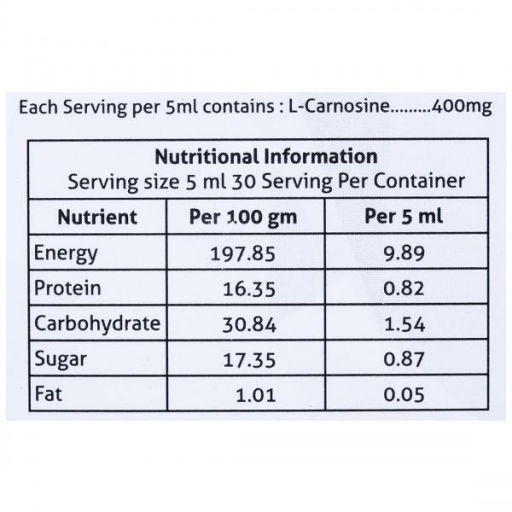 Each Serving per 5ml contains : L-Carnosine.........400mg
Nutritional Information
Serving size 5 ml 30 Serving Per Container
Nutrient Per 100 gm Per 5 ml
Energy 197.85 9.89
Protein 16.35 0.82
Carbohydrate 30.84 1.54
Sugar 17.35 0.87
Fat 1.01 0.05